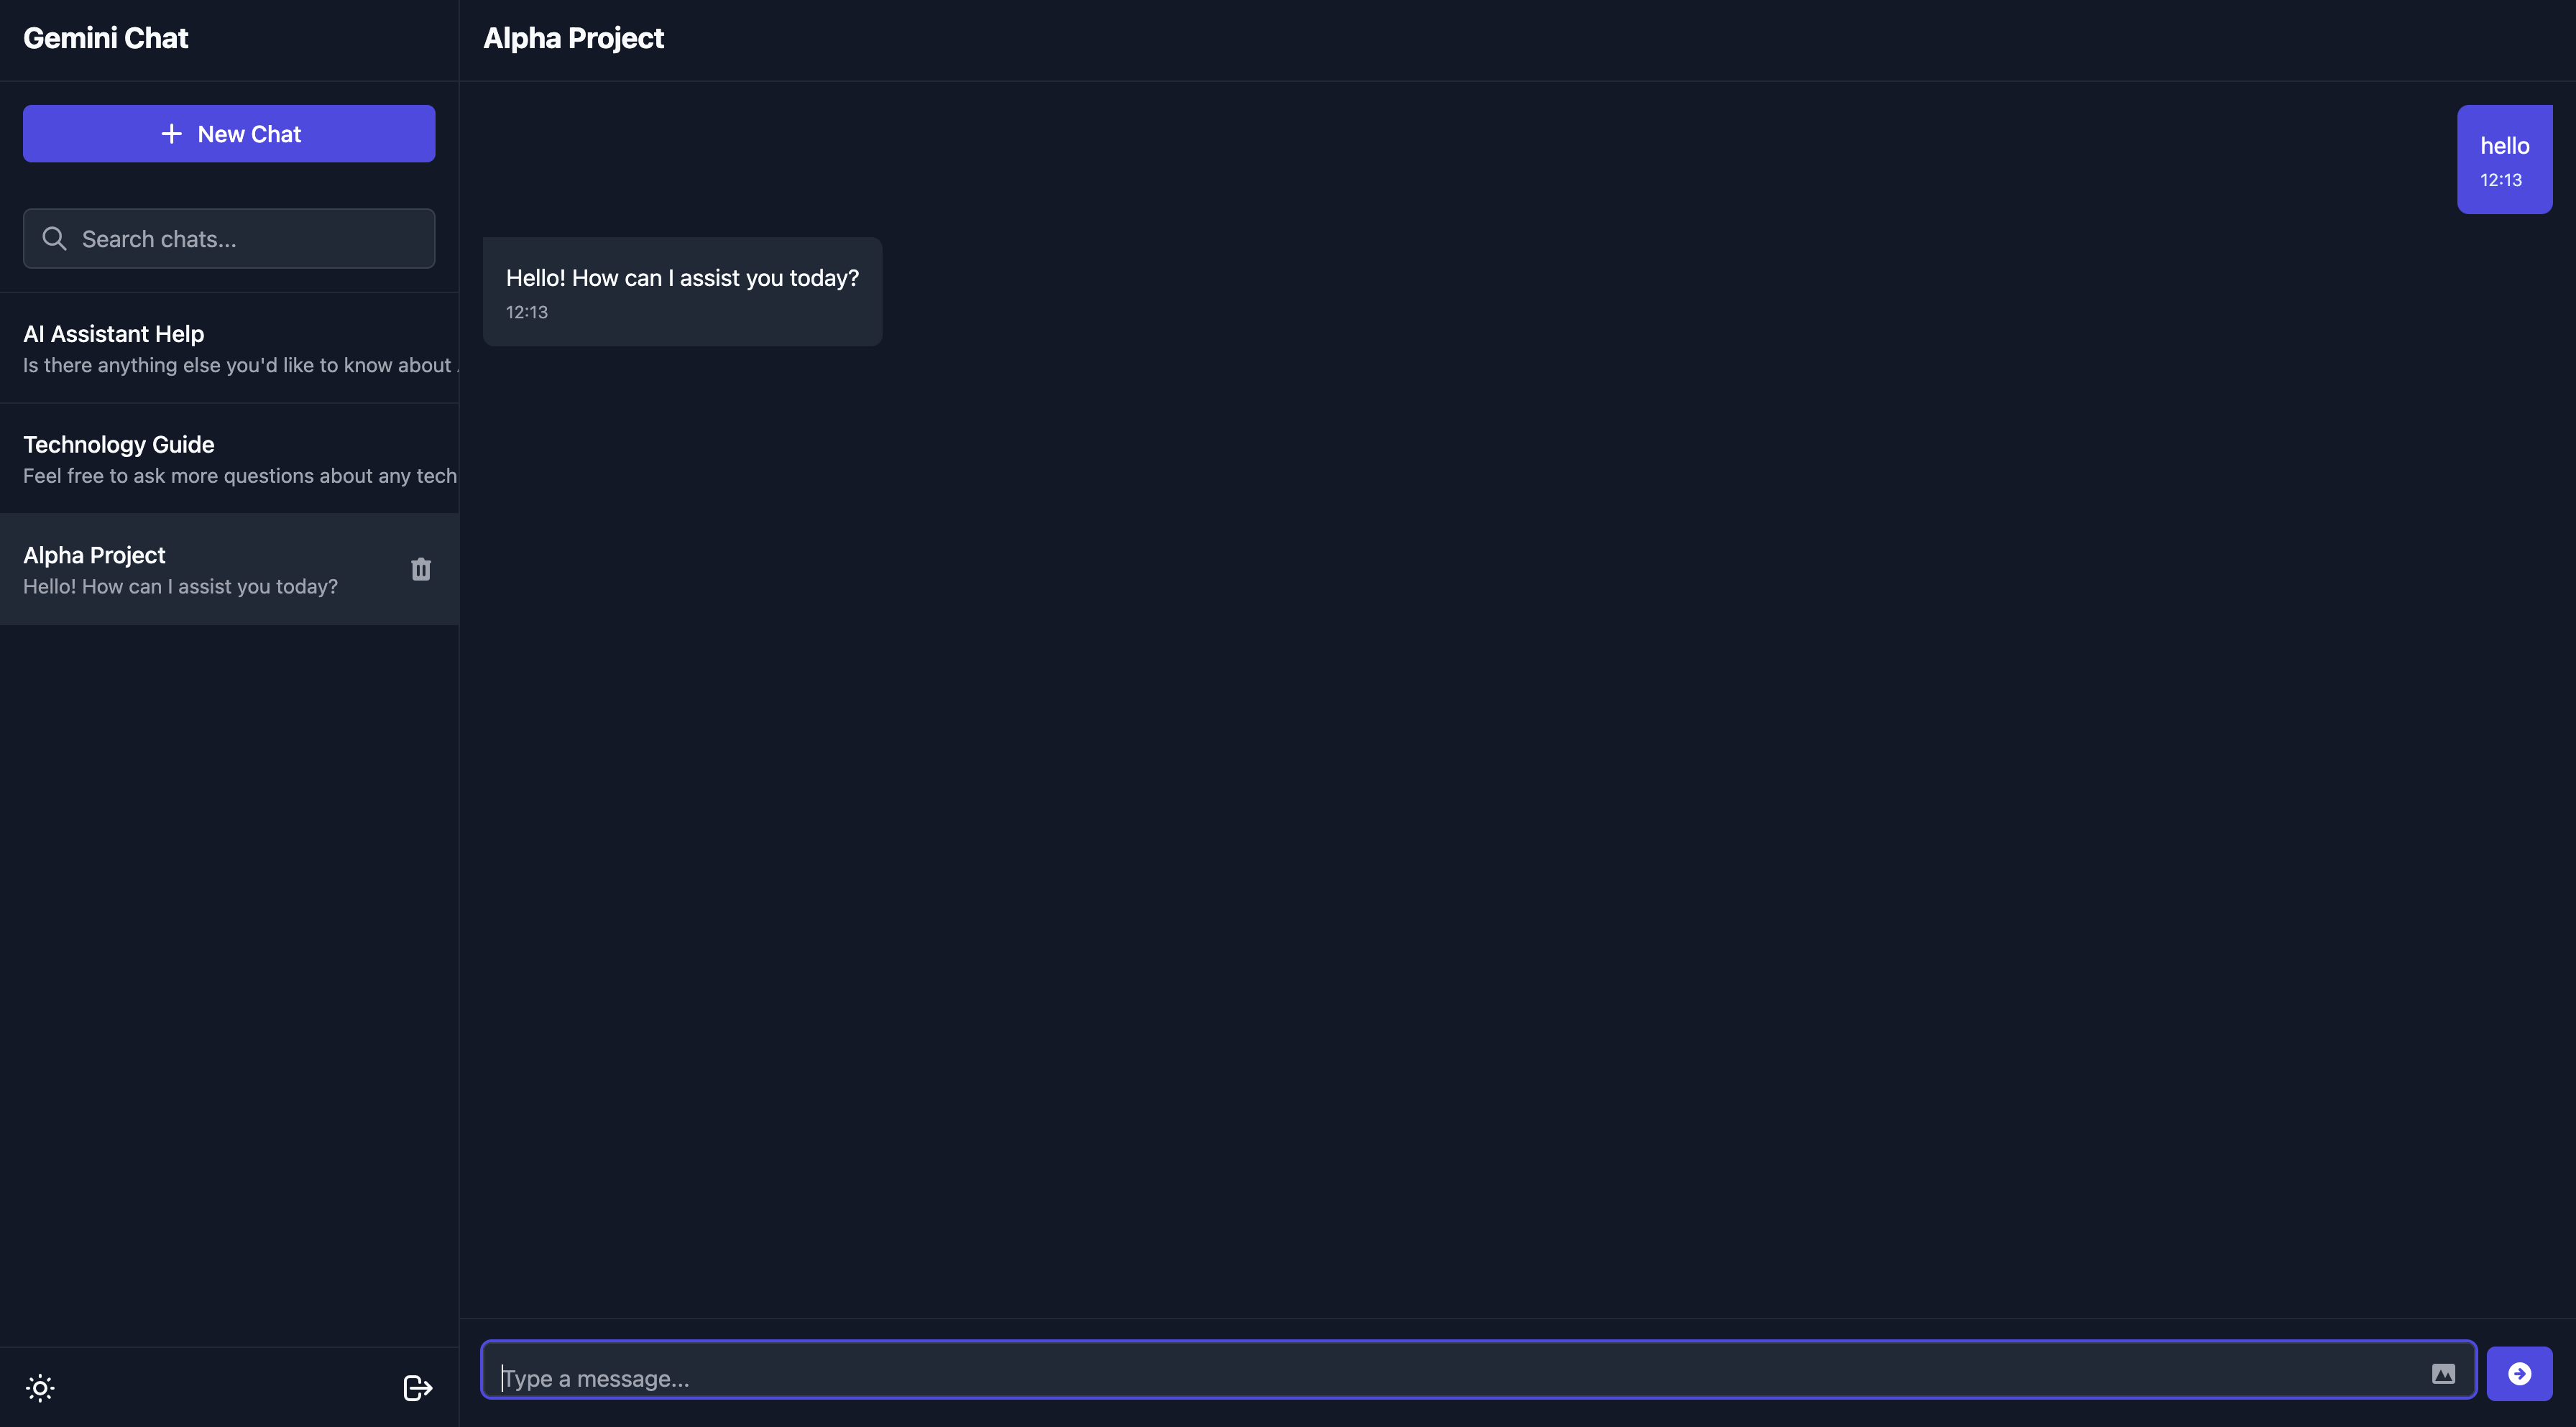 Gemini Chat
New Chat
Search chats...
AI Assistant Help
Is there anything else you'd like to know about
Technology Guide
Feel free to ask more questions about any tech
Alpha Project
Hello! How can I assist you today?
Alpha Project
hello
12:13
Hello! How can I assist you today?
12:13
Type a message...